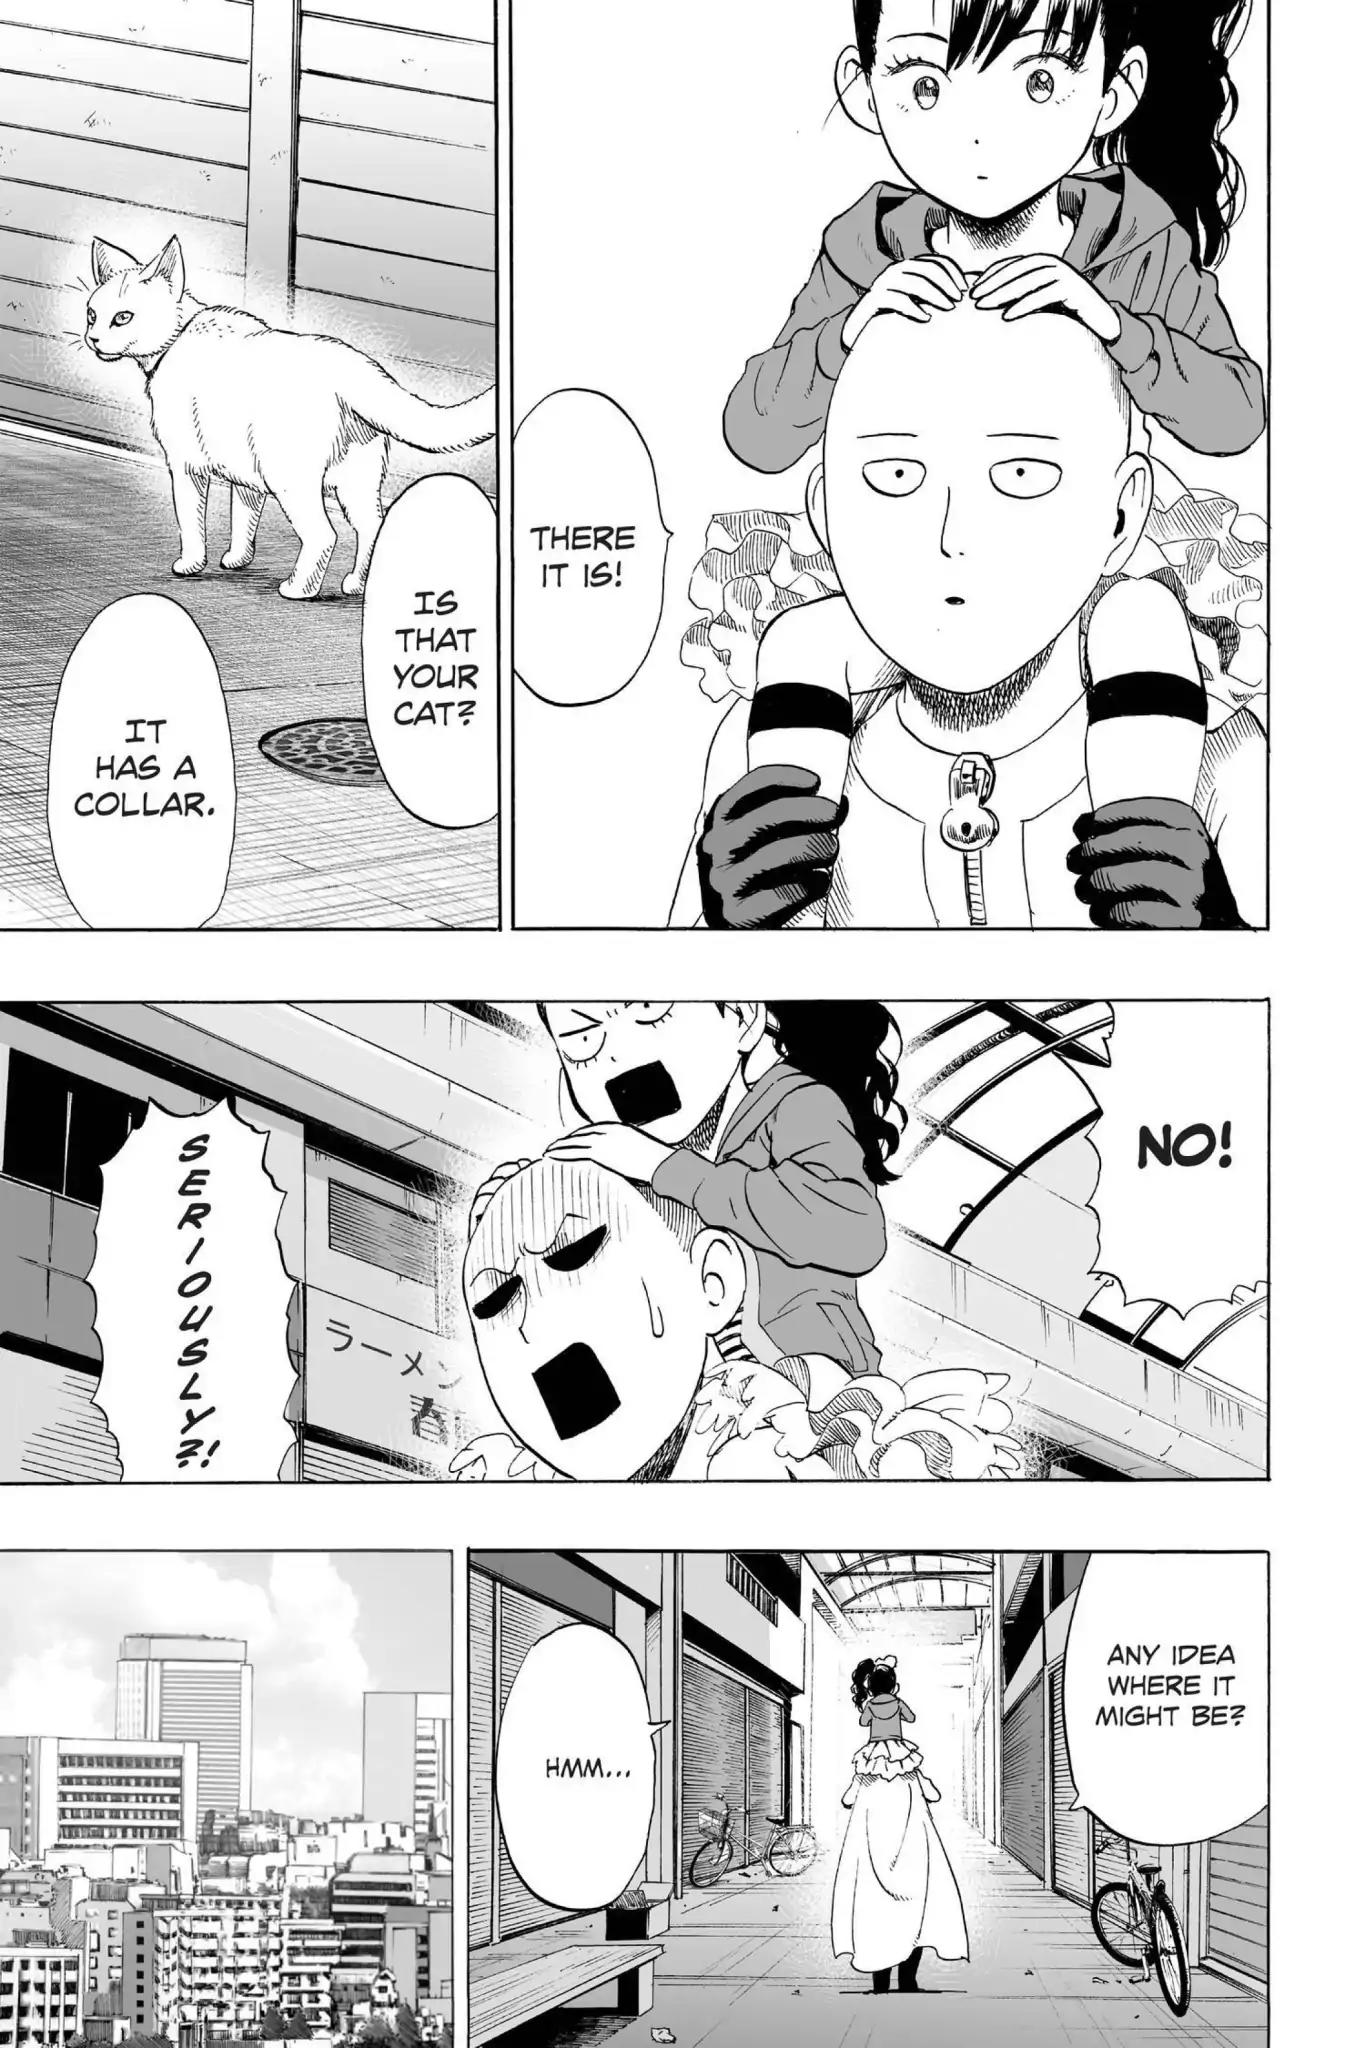 THERE
IT IS!
IS
THAT
YOUR
CAT?
IT
HAS A
COLLAR.
NO!
SERIOUSLY?!
ラーメン
ANY IDEA
WHERE IT
MIGHT BE?
HMM...